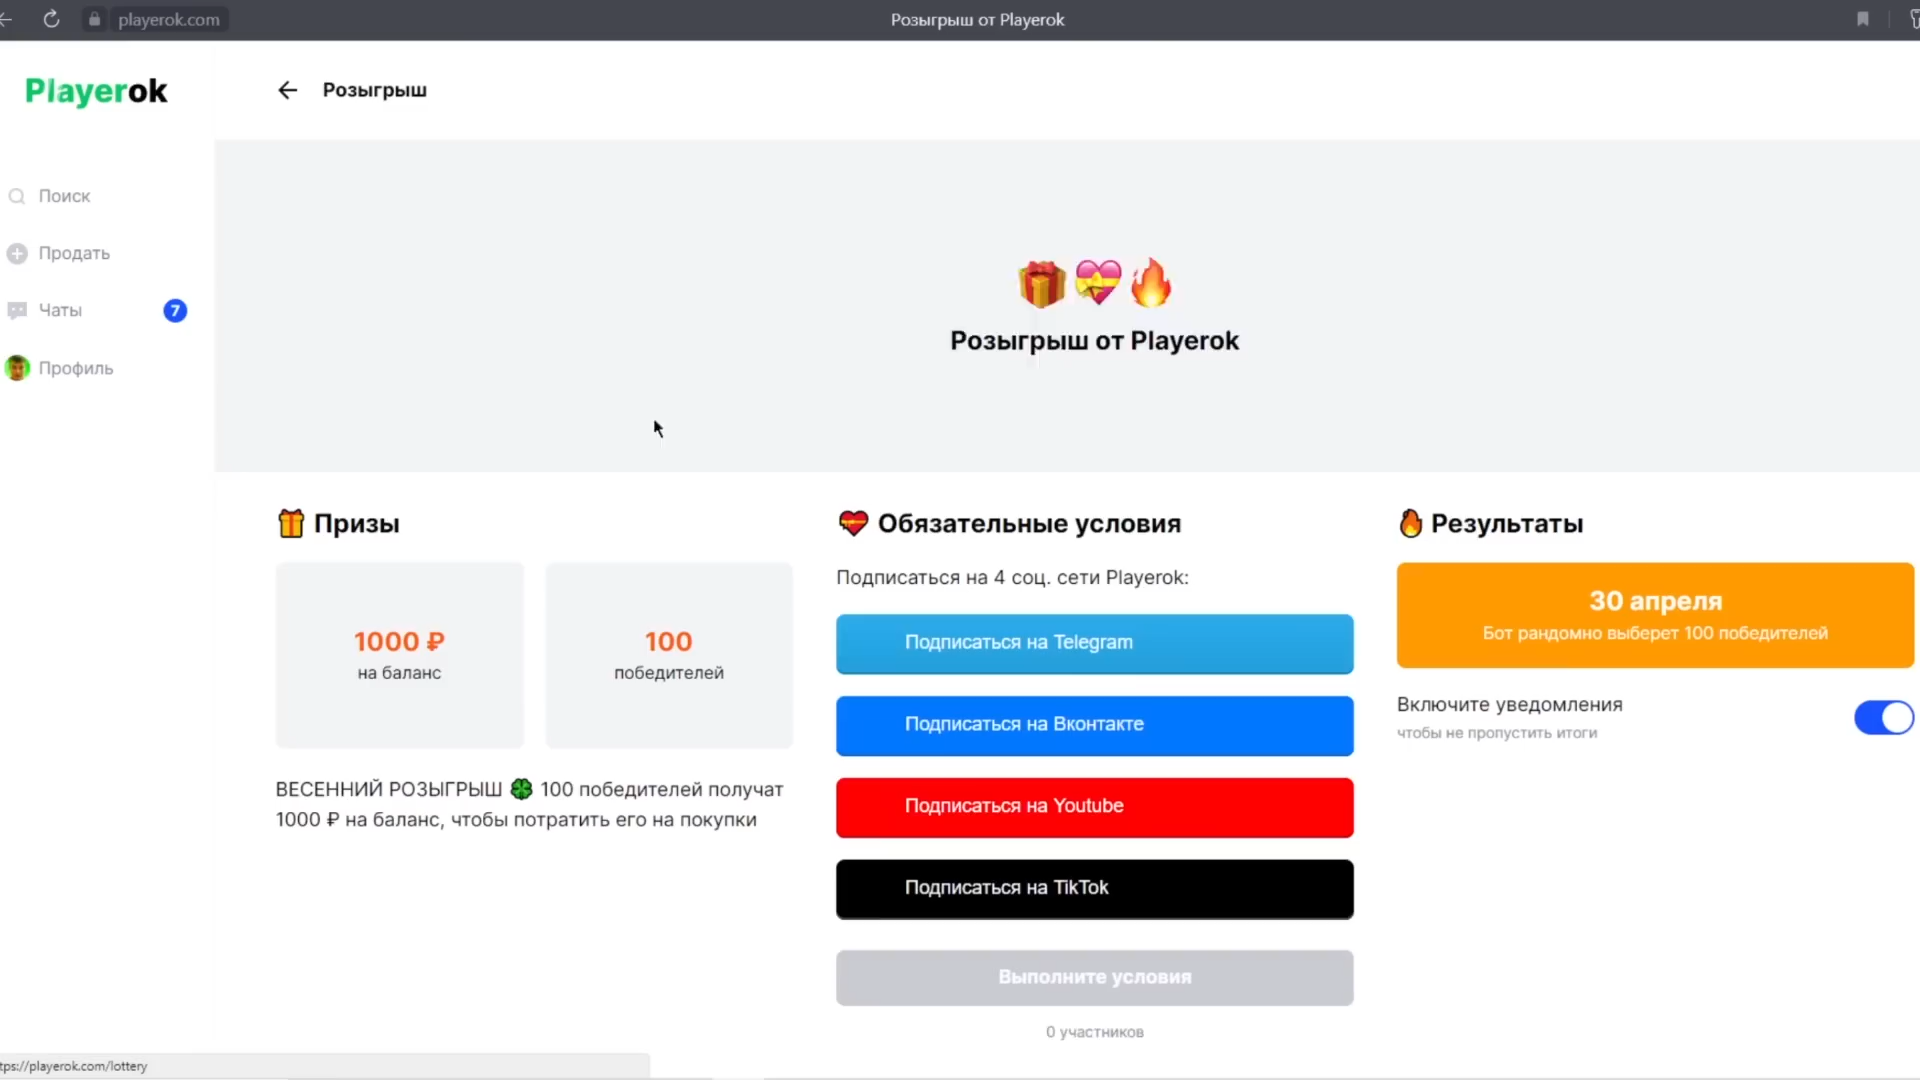 playerok.com
Розыгрыш от Playerok
Playerok
Розыгрыш
Поиск
Продать
Чаты
7
Профиль
Розыгрыш от Playerok
Призы
1000 ₽
на баланс
100
победителей
ВЕСЕННИЙ РОЗЫГРЫШ 🍀 100 победителей получат
1000 ₽ на баланс, чтобы потратить его на покупки
Обязательные условия
Подписаться на 4 соц. сети Playerok:
Подписаться на Telegram
Подписаться на Вконтакте
Подписаться на Youtube
Подписаться на TikTok
Выполните условия
0 участников
Результаты
30 апреля
Бот рандомно выберет 100 победителей
Включите уведомления
чтобы не пропустить итоги
tps://playerok.com/lottery